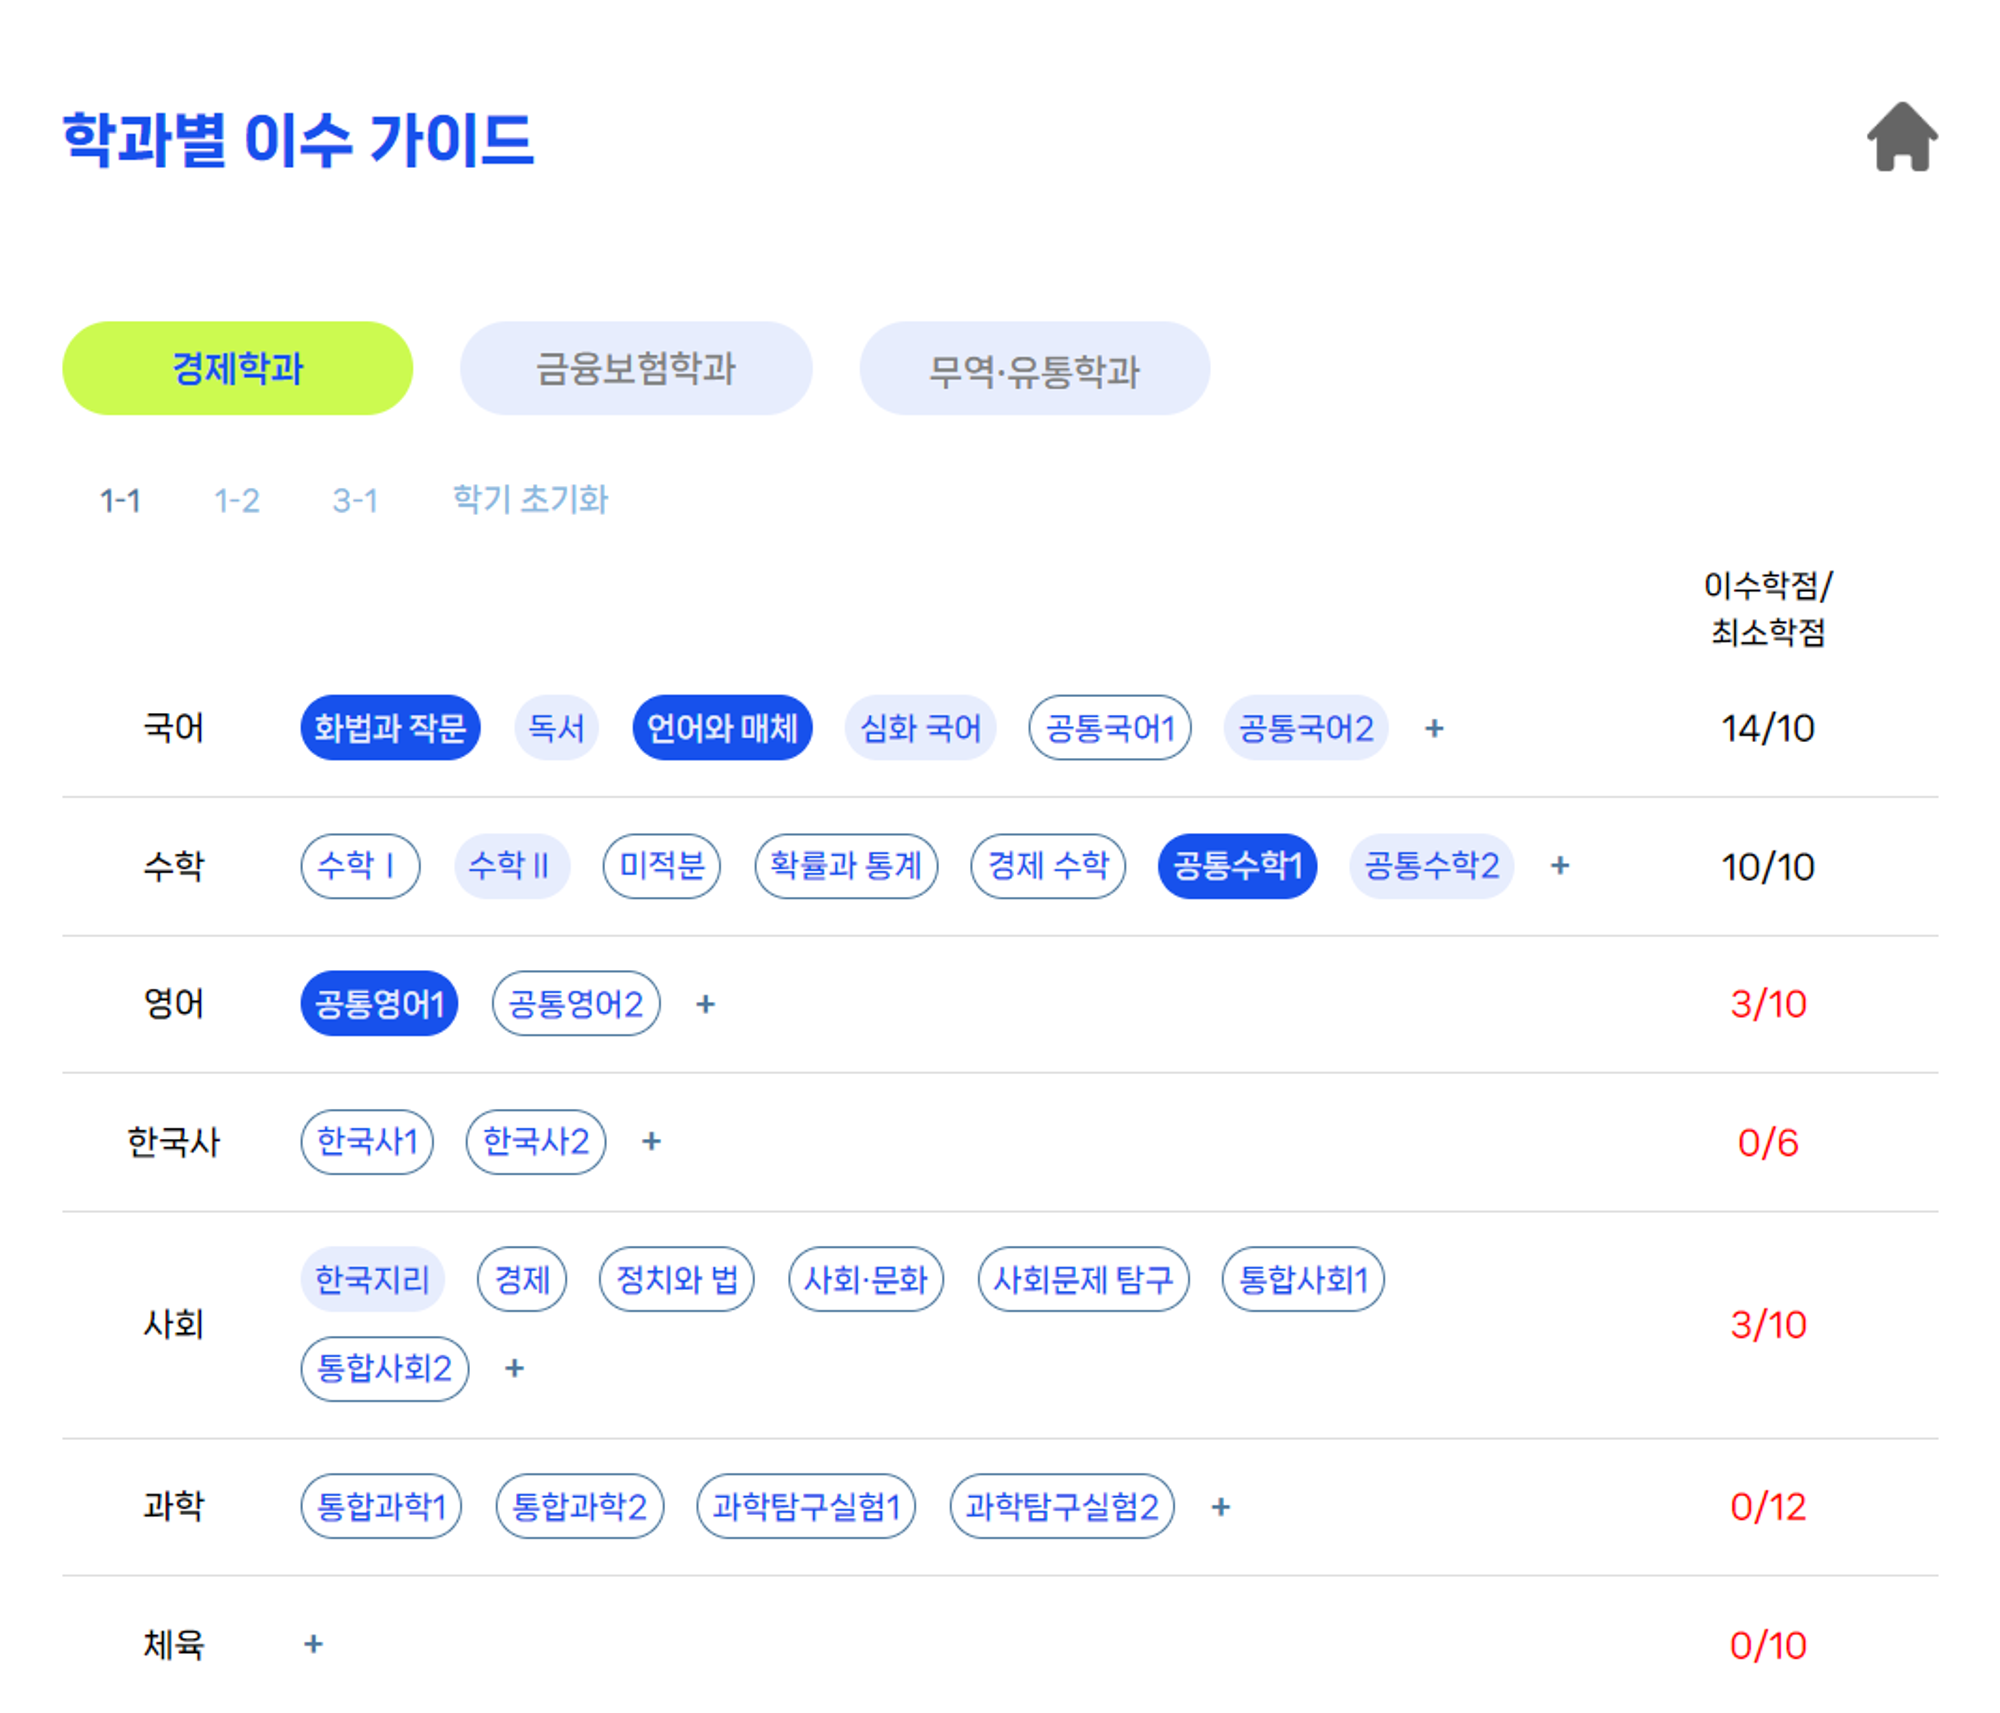 학과별 이수 가이드
경제학과 금융보험학과 무역·유통학과
1-1 1-2 3-1 학기 초기화
이수학점/
최소학점
국어 화법과 작문 독서 언어와 매체 심화 국어 공통국어1 공통국어2 + 14/10
수학 수학Ⅰ 수학Ⅱ 미적분 확률과 통계 경제 수학 공통수학1 공통수학2 + 10/10
영어 공통영어1 공통영어2 + 3/10
한국사 한국사1 한국사2 + 0/6
한국지리 경제 정치와 법 사회·문화 사회문제 탐구 통합사회1
사회 3/10
통합사회2 +
과학 통합과학1 통합과학2 과학탐구실험1 과학탐구실험2 + 0/12
체육 + 0/10